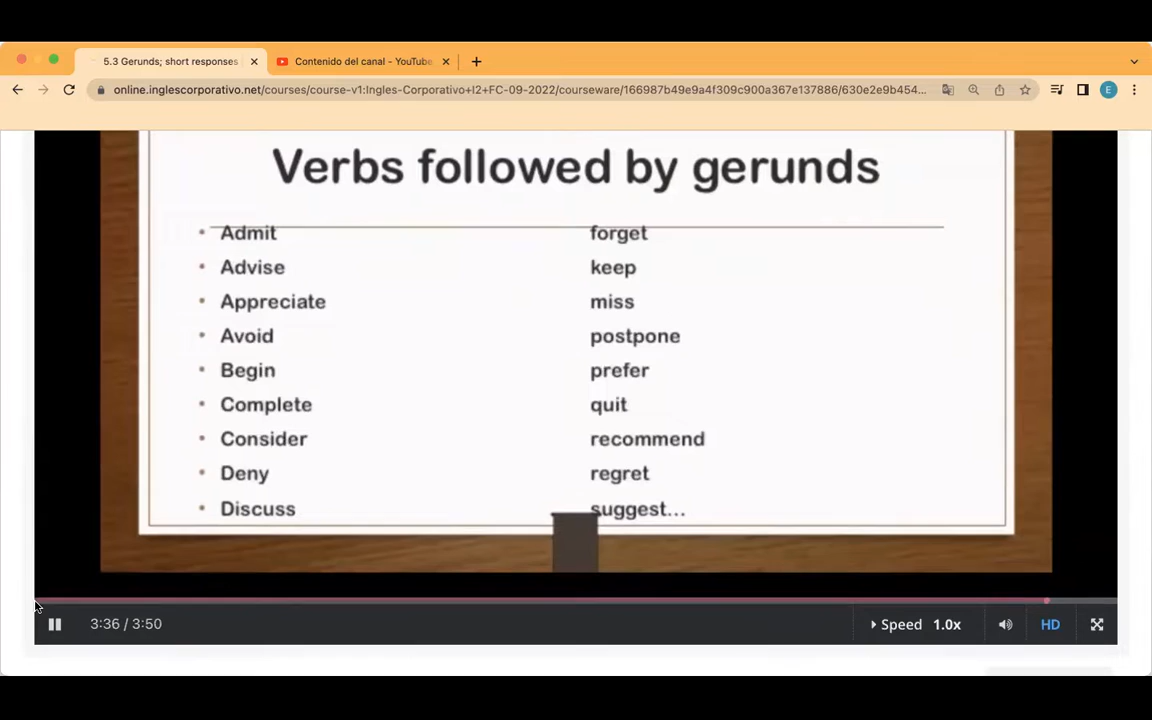 5.3 Gerunds; short responses
Contenido del canal - YouTube
online.inglescorporativo.net/courses/course-v1:Ingles-Corporativo+I2+FC-09-2022/courseware/166987b49e9a4f309c900a367e137886/630e2e9b454...
E
Verbs followed by gerunds
• Admit forget
• Advise keep
• Appreciate miss
• Avoid postpone
• Begin prefer
• Complete quit
• Consider recommend
• Deny regret
• Discuss suggest...
3:36 / 3:50
Speed 1.0x
HD